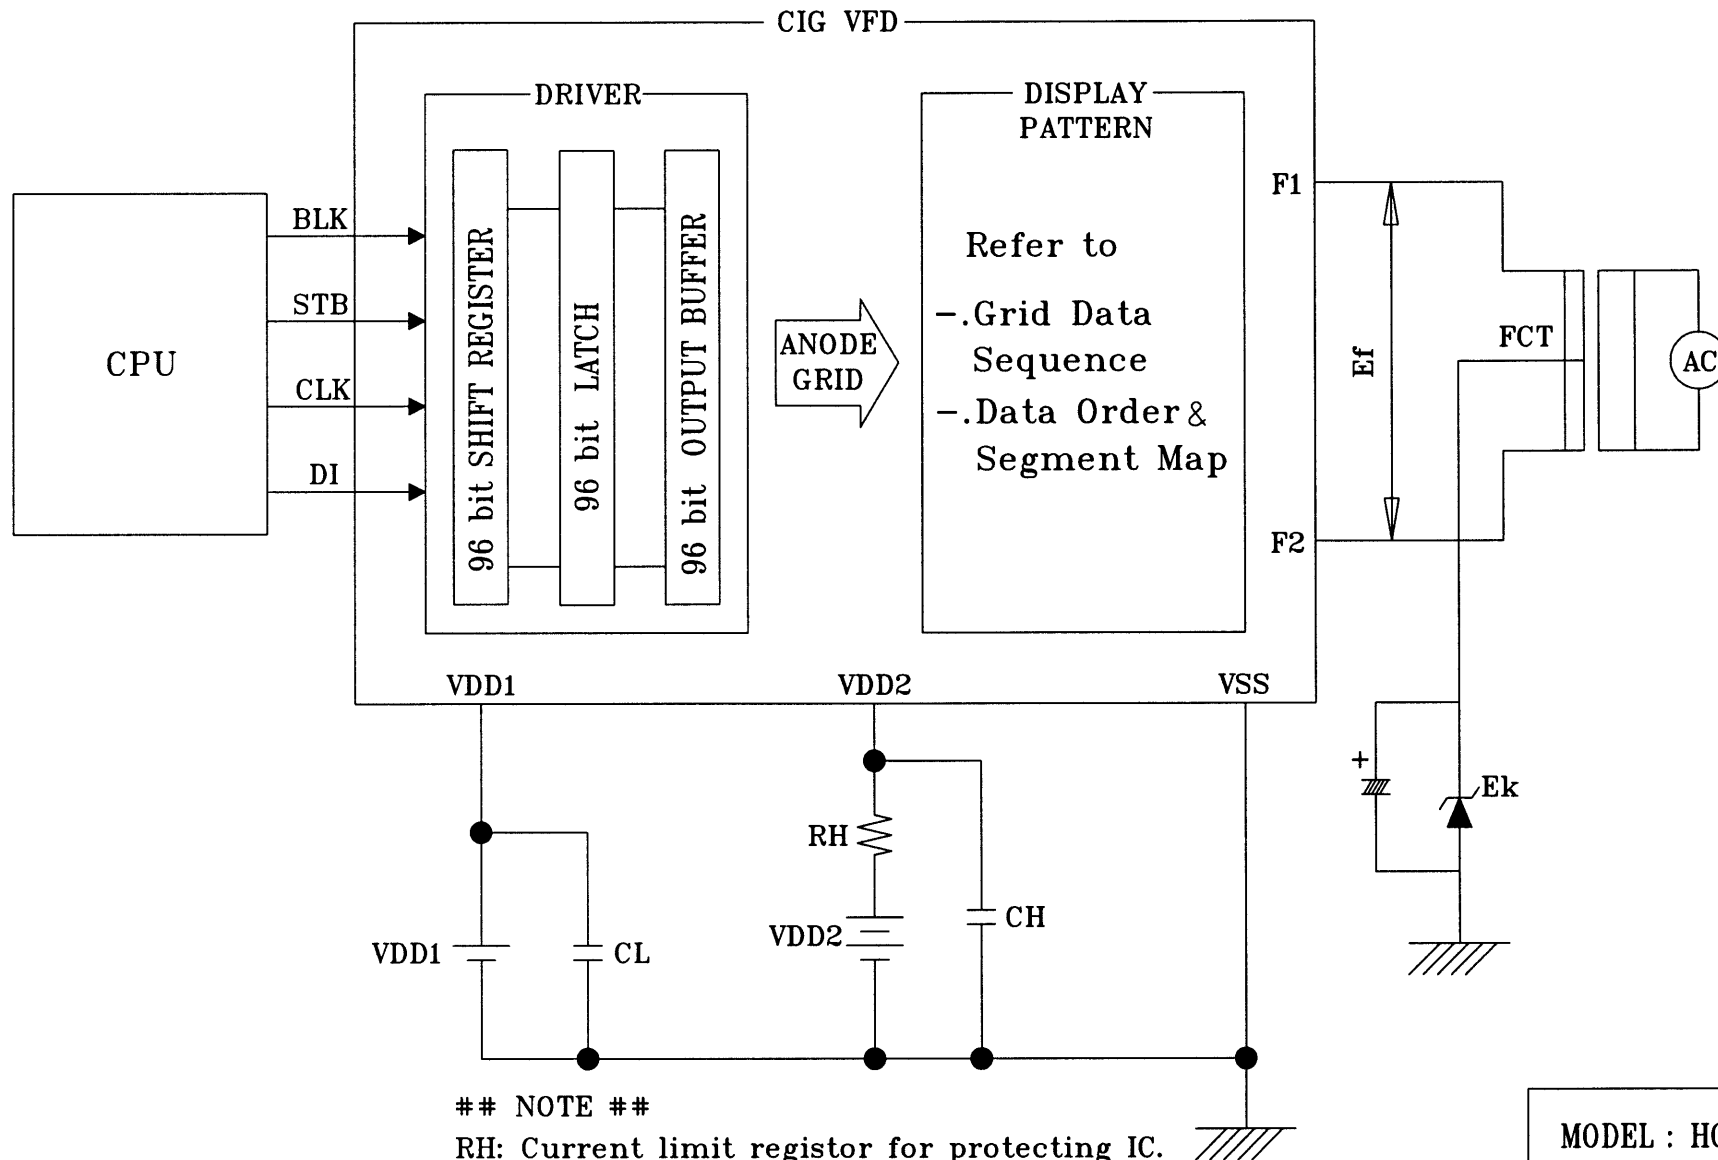 CIG VFD
DRIVER
DISPLAY
PATTERN
CPU
BLK
STB
CLK
DI
96 bit SHIFT REGISTER
96 bit LATCH
96 bit OUTPUT BUFFER
ANODE
GRID
Refer to
-.Grid Data
Sequence
-.Data Order &
Segment Map
F1
F2
Ef
FCT
AC
VDD1
VDD2
VSS
+
Ek
RH
VDD1
CL
VDD2
CH
## NOTE ##
RH: Current limit registor for protecting IC.
MODEL :